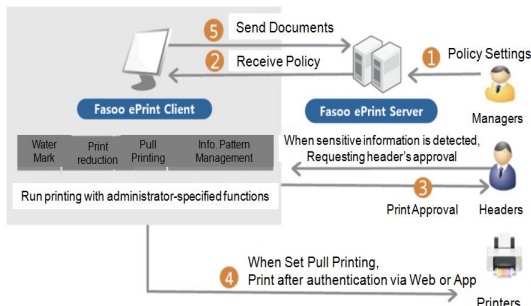 5 Send Documents
2 Receive Policy
1 Policy Settings
Fasoo ePrint Client
Fasoo ePrint Server
Managers
Water
Mark
Print
reduction
Pull
Printing
Info. Pattern
Management
When sensitive information is detected,
Requesting header's approval
Run printing with administrator-specified functions
3
Print Approval
Headers
4 When Set Pull Printing,
Print after authentication via Web or App
Printers